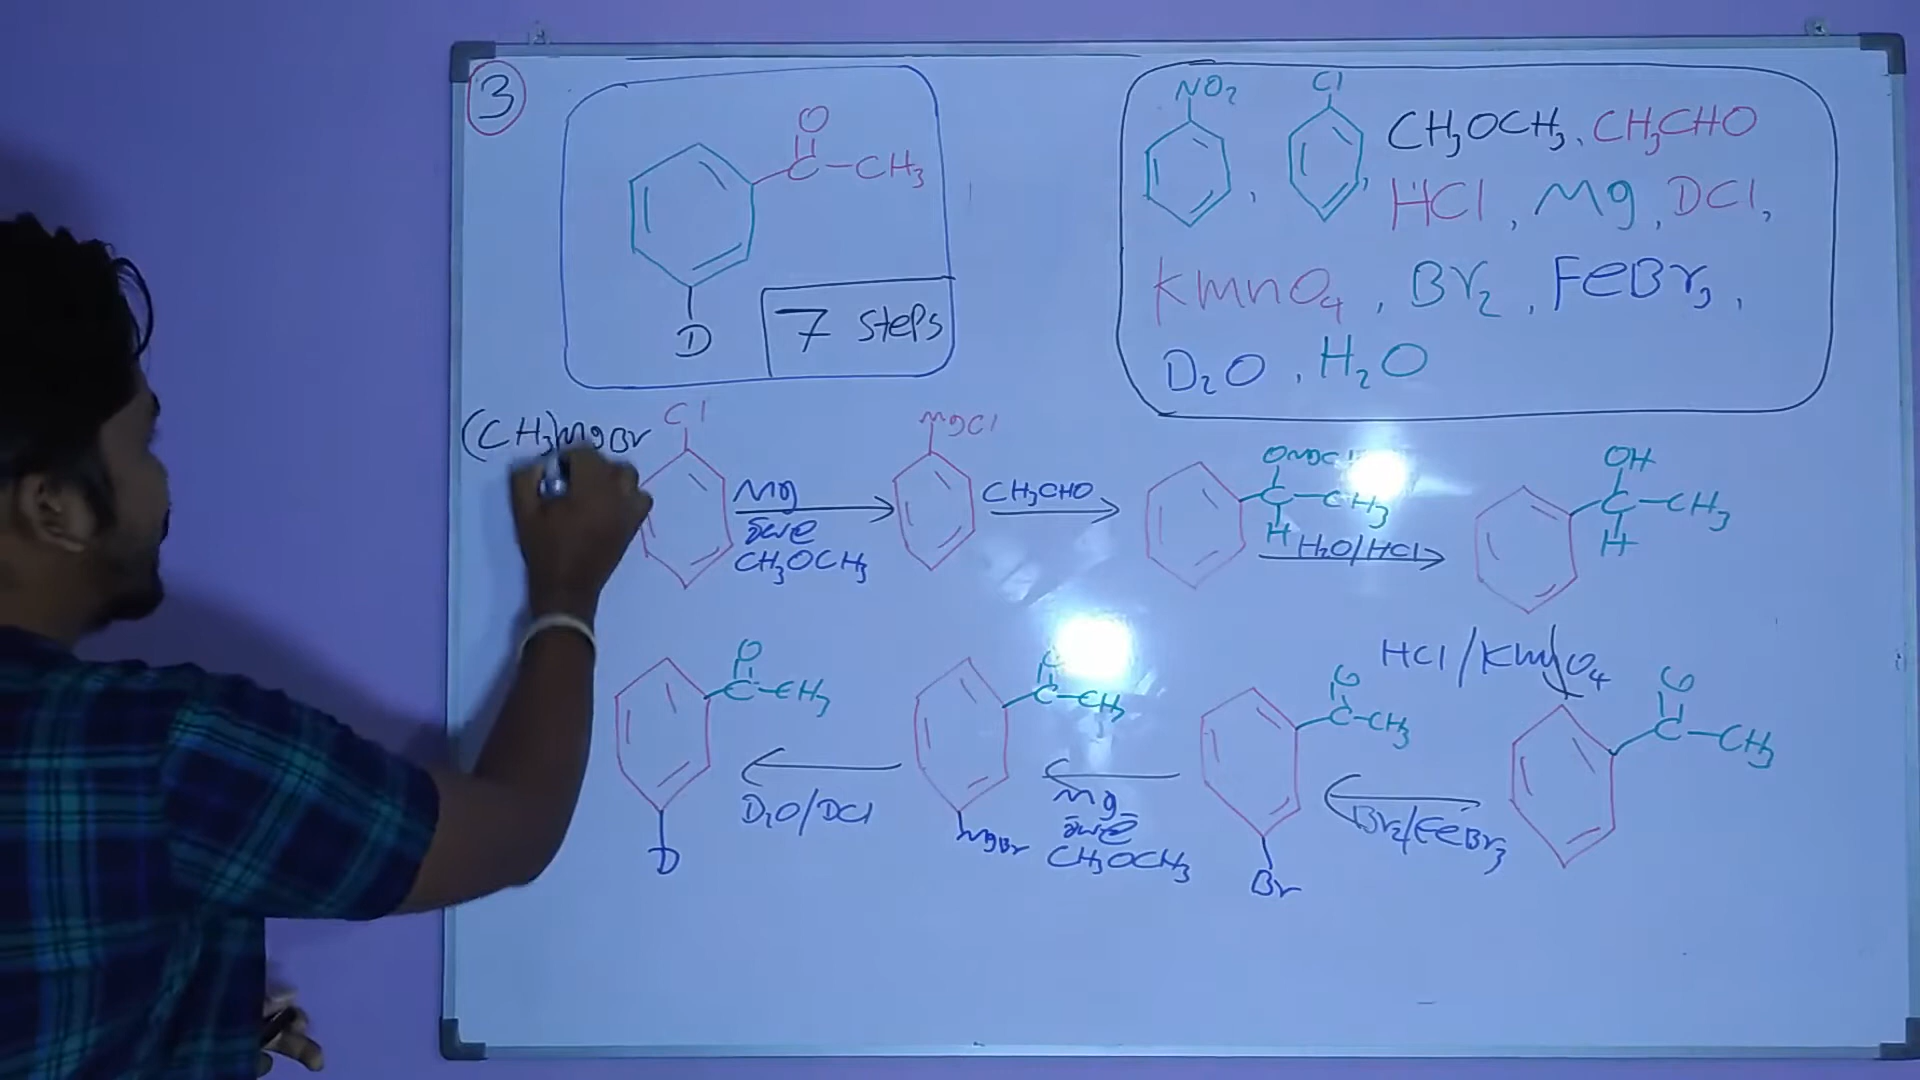 3
O
C-CH3
D
7 steps
NO2
Cl
CH3OCH3, CH3CHO
HCl, Mg, DCl,
KmnO4, Br2, FeBr3,
D2O, H2O
(CH3)MgBr
Cl
Mg
CH3OCH3
MgCl
CH3CHO
C-CH3
H
H2O/HCl
OH
C-CH3
H
HCl/KMnO4
O
C-CH3
Br2/FeBr3
O
C-CH3
Br
Mg
CH3OCH3
C-CH3
MgBr
D2O/DCl
O
C-CH3
D